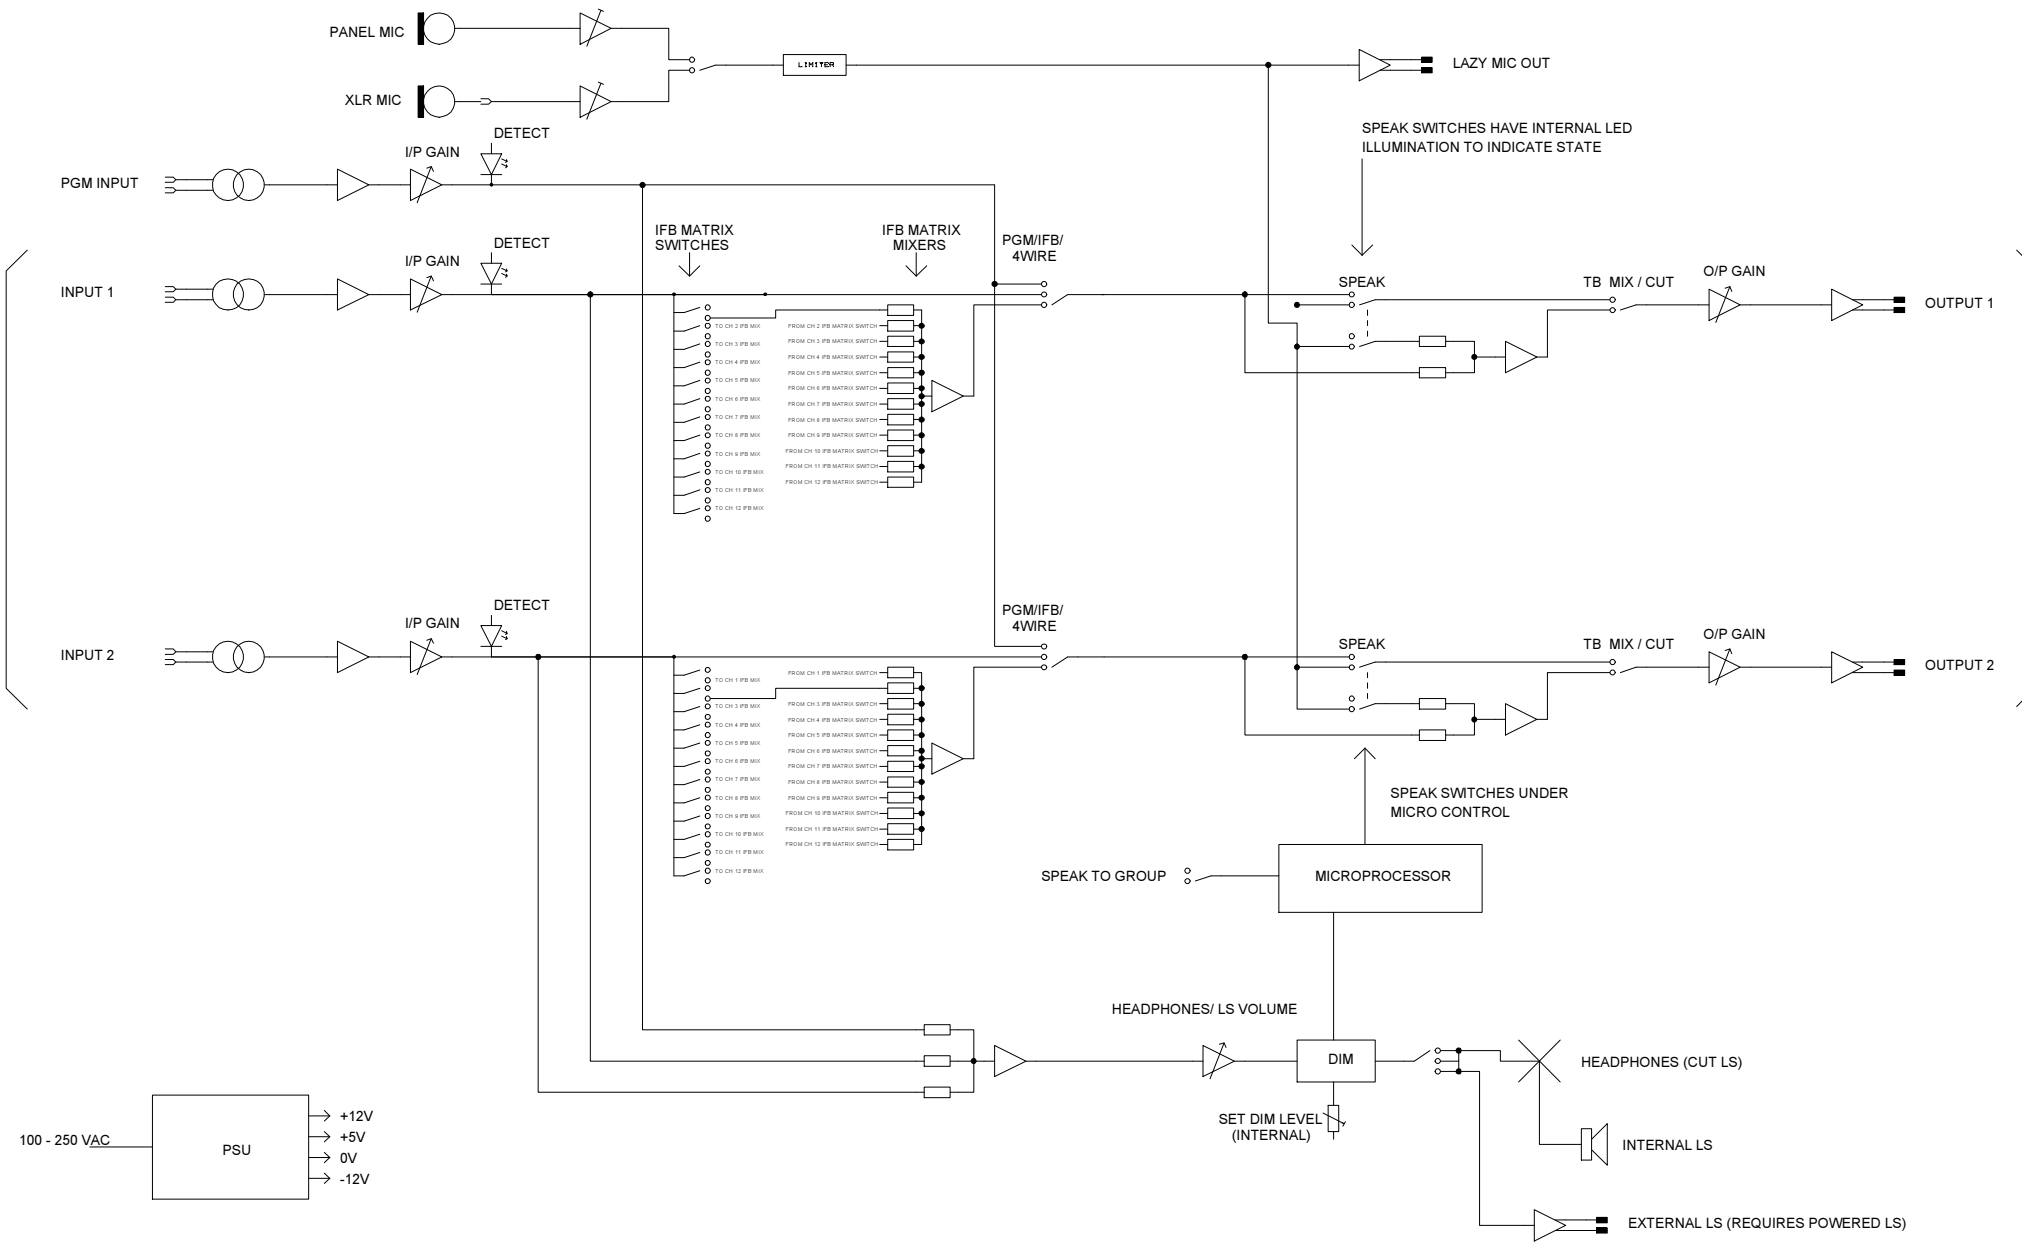 PANEL MIC
LIMITER
LAZY MIC OUT
XLR MIC
SPEAK SWITCHES HAVE INTERNAL LED
ILLUMINATION TO INDICATE STATE
DETECT
I/P GAIN
PGM INPUT
IFB MATRIX
SWITCHES
IFB MATRIX
MIXERS
PGM/IFB/
4WIRE
DETECT
I/P GAIN
INPUT 1
SPEAK
TB MIX / CUT
O/P GAIN
OUTPUT 1
TO CH 2 IFB MIX
TO CH 3 IFB MIX
TO CH 4 IFB MIX
TO CH 5 IFB MIX
TO CH 6 IFB MIX
TO CH 7 IFB MIX
TO CH 8 IFB MIX
TO CH 9 IFB MIX
TO CH 10 IFB MIX
TO CH 11 IFB MIX
TO CH 12 IFB MIX
FROM CH 2 IFB MATRIX SWITCH
FROM CH 3 IFB MATRIX SWITCH
FROM CH 4 IFB MATRIX SWITCH
FROM CH 5 IFB MATRIX SWITCH
FROM CH 6 IFB MATRIX SWITCH
FROM CH 7 IFB MATRIX SWITCH
FROM CH 8 IFB MATRIX SWITCH
FROM CH 9 IFB MATRIX SWITCH
FROM CH 10 IFB MATRIX SWITCH
FROM CH 11 IFB MATRIX SWITCH
FROM CH 12 IFB MATRIX SWITCH
DETECT
I/P GAIN
INPUT 2
PGM/IFB/
4WIRE
SPEAK
TB MIX / CUT
O/P GAIN
OUTPUT 2
TO CH 1 IFB MIX
TO CH 3 IFB MIX
TO CH 4 IFB MIX
TO CH 5 IFB MIX
TO CH 6 IFB MIX
TO CH 7 IFB MIX
TO CH 8 IFB MIX
TO CH 9 IFB MIX
TO CH 10 IFB MIX
TO CH 11 IFB MIX
TO CH 12 IFB MIX
FROM CH 1 IFB MATRIX SWITCH
FROM CH 3 IFB MATRIX SWITCH
FROM CH 4 IFB MATRIX SWITCH
FROM CH 5 IFB MATRIX SWITCH
FROM CH 6 IFB MATRIX SWITCH
FROM CH 7 IFB MATRIX SWITCH
FROM CH 8 IFB MATRIX SWITCH
FROM CH 9 IFB MATRIX SWITCH
FROM CH 10 IFB MATRIX SWITCH
FROM CH 11 IFB MATRIX SWITCH
FROM CH 12 IFB MATRIX SWITCH
SPEAK SWITCHES UNDER
MICRO CONTROL
SPEAK TO GROUP
MICROPROCESSOR
HEADPHONES/ LS VOLUME
DIM
HEADPHONES (CUT LS)
SET DIM LEVEL
(INTERNAL)
INTERNAL LS
100 - 250 VAC
PSU
+12V
+5V
0V
-12V
EXTERNAL LS (REQUIRES POWERED LS)